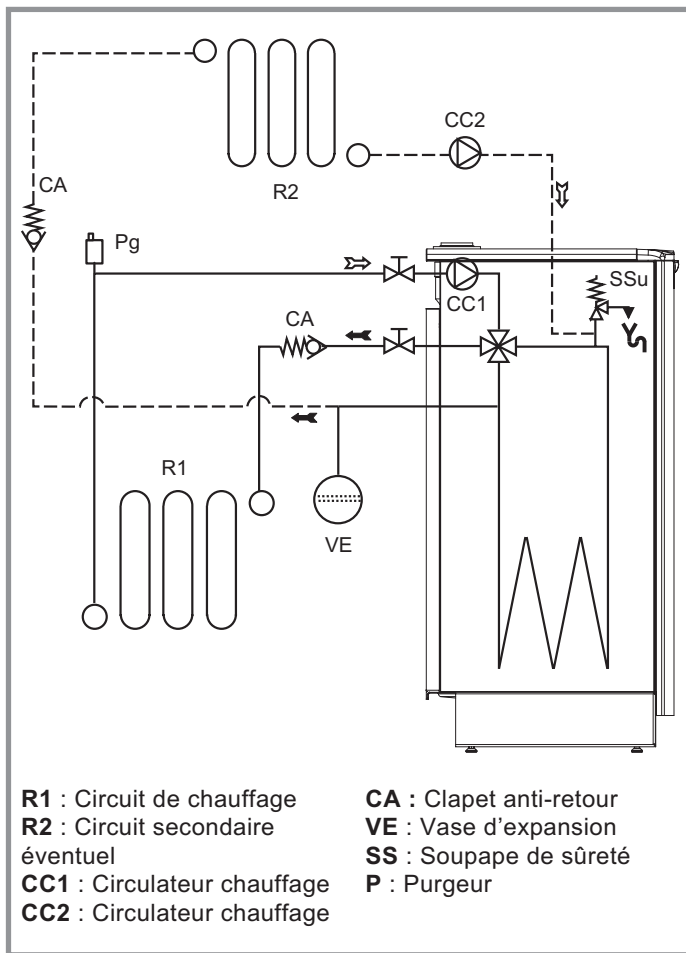 CC2
R2
CA
Pg
SSu
CC1
CA
R1
VE
R1 : Circuit de chauffage
R2 : Circuit secondaire
éventuel
CC1 : Circulateur chauffage
CC2 : Circulateur chauffage
CA : Clapet anti-retour
VE : Vase d'expansion
SS : Soupape de sûreté
P : Purgeur